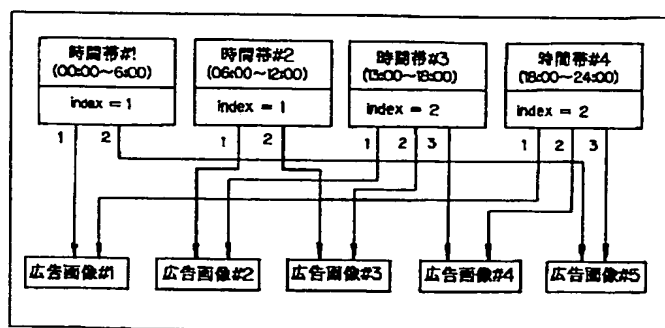 時間帯#1
(00:00~6:00)
index = 1
時間帯#2
(06:00~12:00)
index = 1
時間帯#3
(13:00~18:00)
index = 2
時間帯#4
(18:00~24:00)
index = 2
1 2
1 2
1 2 3
1 2 3
広告画像#1
広告画像#2
広告画像#3
広告画像#4
広告画像#5